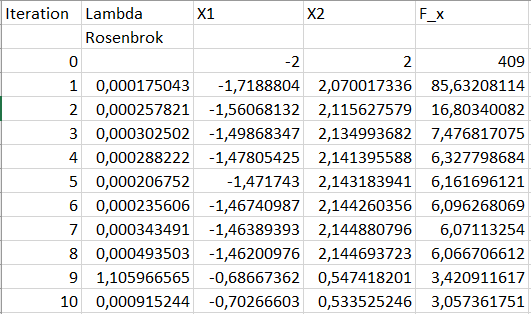 Iteration Lambda X1 X2 F_x
Rosenbrok
0 -2 2 409
1 0,000175043 -1,7188804 2,070017336 85,63208114
2 0,000257821 -1,56068132 2,115627579 16,80340082
3 0,000302502 -1,49868347 2,134993682 7,476817075
4 0,000288222 -1,47805425 2,141395588 6,327798684
5 0,000206752 -1,471743 2,143183941 6,161696121
6 0,000235606 -1,46740987 2,144260356 6,096268069
7 0,000343491 -1,46389393 2,144880796 6,07113254
8 0,000493503 -1,46200976 2,144693723 6,066706612
9 1,105966565 -0,68667362 0,547418201 3,420911617
10 0,000915244 -0,70266603 0,533525246 3,057361751